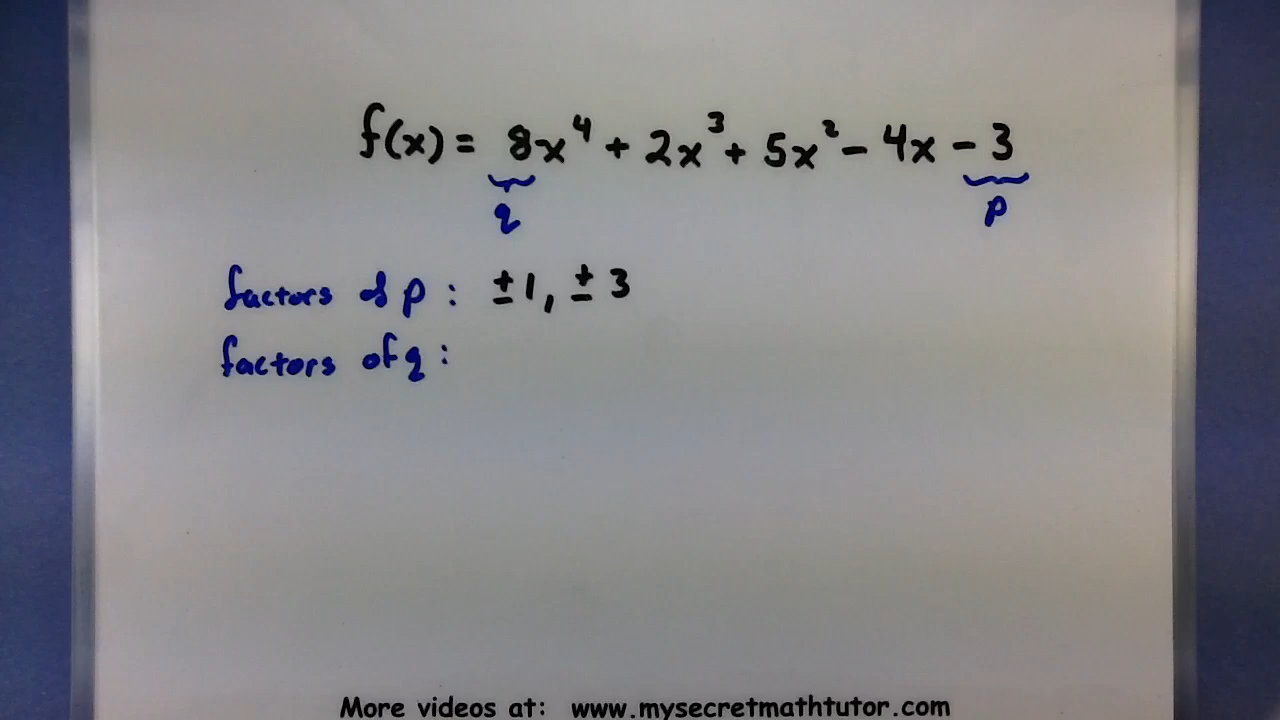 f(x) = 8x⁴ + 2x³ + 5x² - 4x - 3
q p
factors of p : ± 1, ± 3
factors of q :
More videos at: www.mysecretmathtutor.com